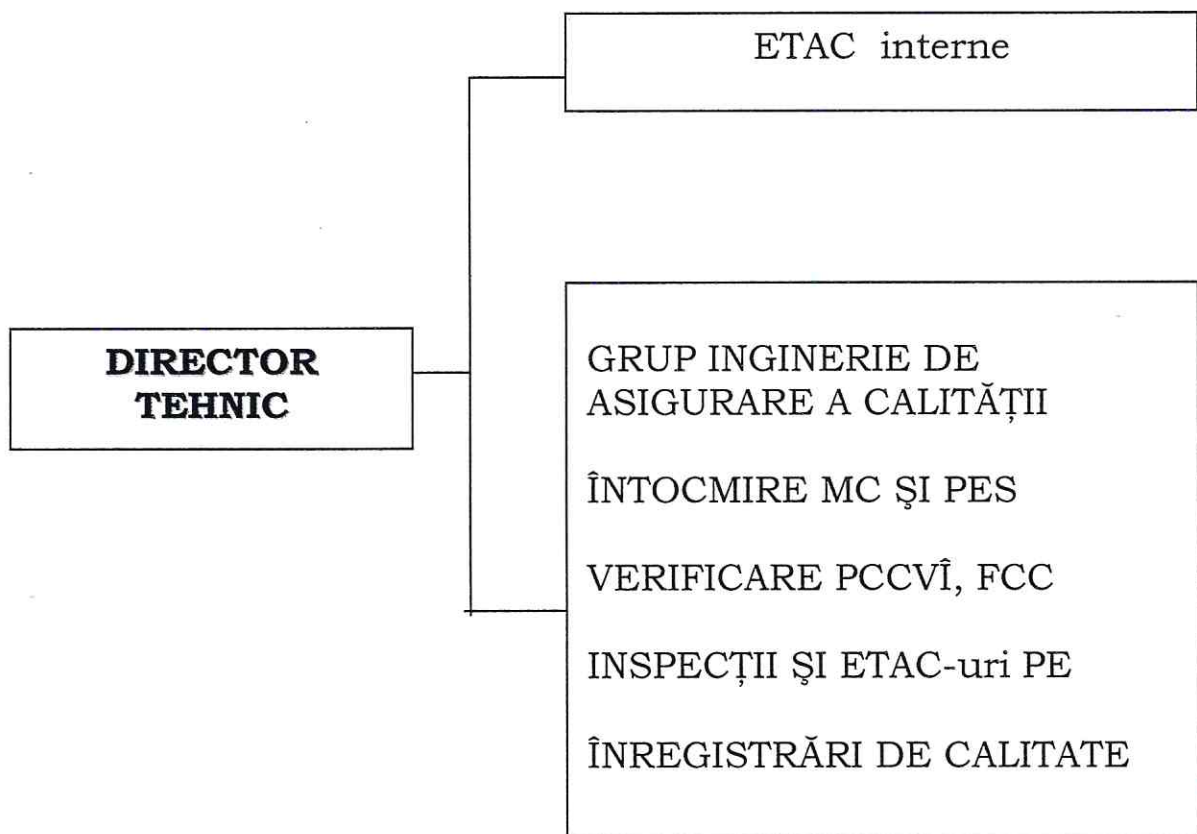 ETAC interne
DIRECTOR
TEHNIC
GRUP INGINERIE DE
ASIGURARE A CALITĂȚII
ÎNTOCMIRE MC ŞI PES
VERIFICARE PCCVÎ, FCC
INSPECȚII ŞI ETAC-uri PE
ÎNREGISTRĂRI DE CALITATE